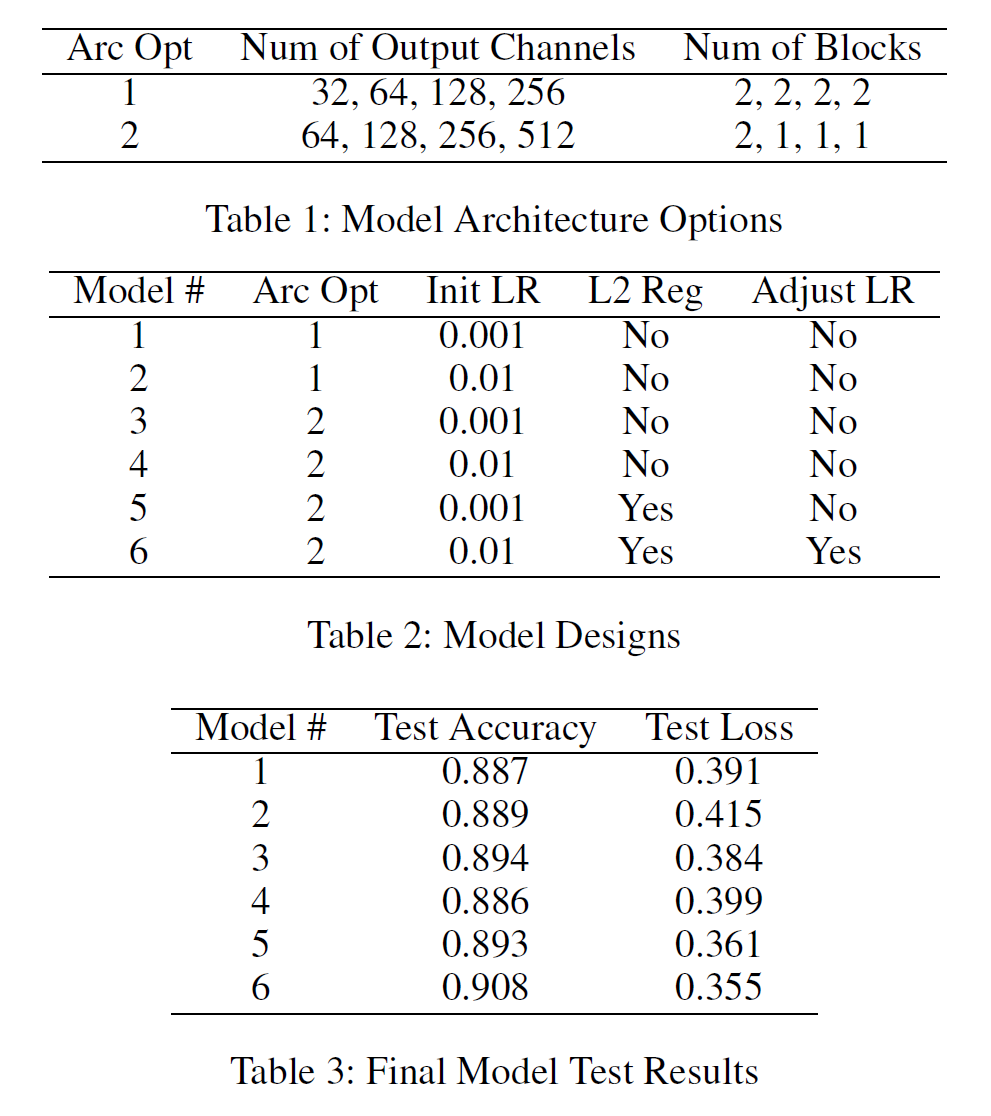 Arc Opt Num of Output Channels Num of Blocks
1 32, 64, 128, 256 2, 2, 2, 2
2 64, 128, 256, 512 2, 1, 1, 1
Table 1: Model Architecture Options
Model # Arc Opt Init LR L2 Reg Adjust LR
1 1 0.001 No No
2 1 0.01 No No
3 2 0.001 No No
4 2 0.01 No No
5 2 0.001 Yes No
6 2 0.01 Yes Yes
Table 2: Model Designs
Model # Test Accuracy Test Loss
1 0.887 0.391
2 0.889 0.415
3 0.894 0.384
4 0.886 0.399
5 0.893 0.361
6 0.908 0.355
Table 3: Final Model Test Results